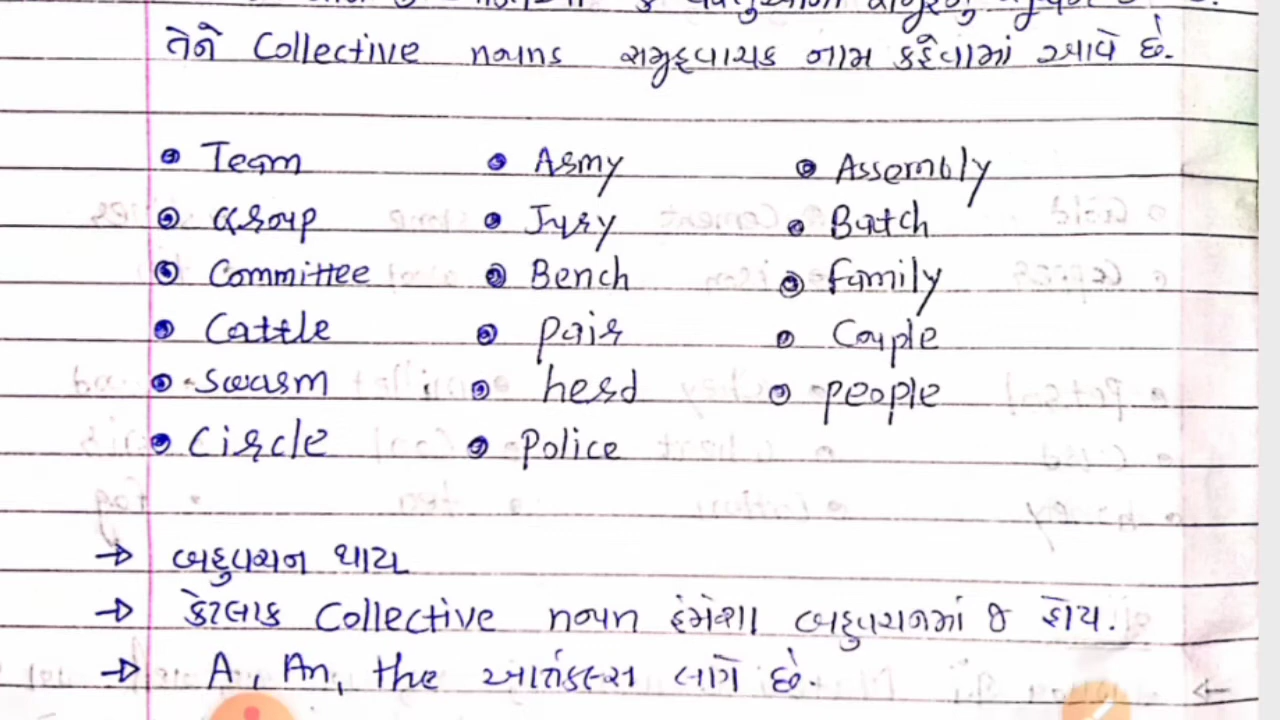 તેને Collective nouns સમુહવાચક નામ કહેવામાં આવે છે.
• Team • Army • Assembly
• Group • Jury • Batch
• Committee • Bench • family
• Cattle • pair • Couple
• swarm • herd • people
• Circle • Police
→ બહુવચન થાય
→ કેટલાક Collective noun હંમેશા બહુવચનમાં જ હોય.
→ A, An, the આર્ટિકલ્સ લાગે છે.